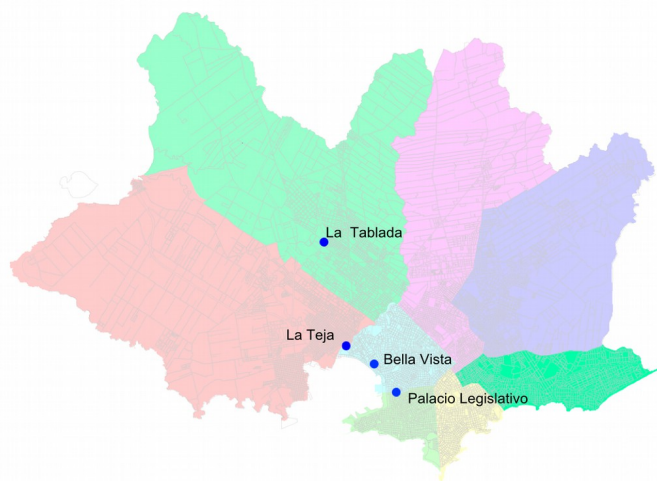 La Tablada
La Teja
Bella Vista
Palacio Legislativo